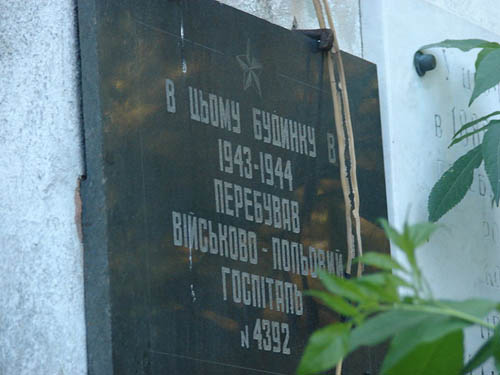 В ЦЬОМУ БУДИНКУ В
1943-1944
ПЕРЕБУВАВ
ВІЙСЬКОВО-ПОЛЬОВИЙ
ГОСПІТАЛЬ
N 4392